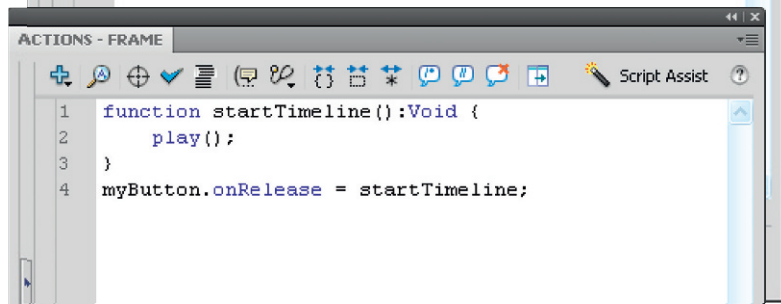 ACTIONS - FRAME
Script Assist
1 function startTimeline():Void {
2 play();
3 }
4 myButton.onRelease = startTimeline;